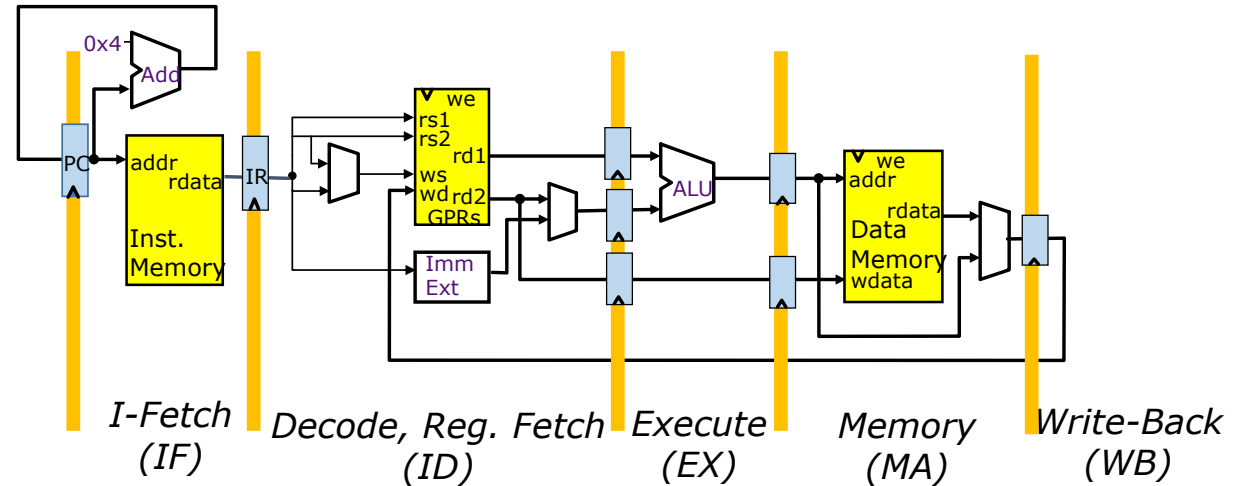 0x4
Add
PC
addr
rdata
Inst.
Memory
IR
we
rs1
rs2
rd1
ws
wd
rd2
GPRs
Imm
Ext
ALU
we
addr
rdata
Data
Memory
wdata
I-Fetch
(IF)
Decode, Reg. Fetch
(ID)
Execute
(EX)
Memory
(MA)
Write-Back
(WB)